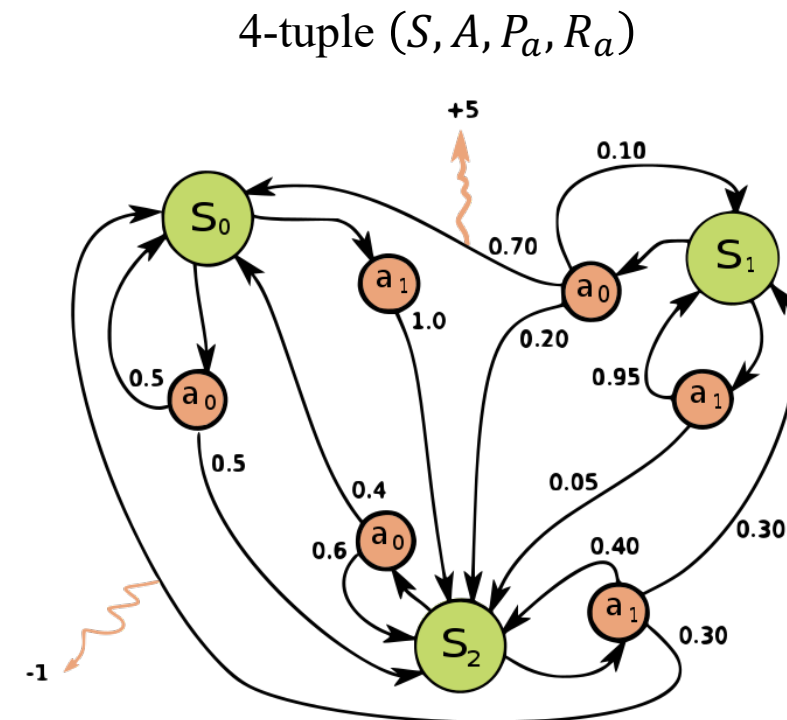 4-tuple (S, A, Pₐ, Rₐ)
+5
0.10
S₀
0.70
S₁
a₁
a₀
1.0
0.20
0.5
a₀
0.95
a₁
0.5
0.4
0.05
0.6
a₀
0.40
0.30
a₁
S₂
0.30
-1